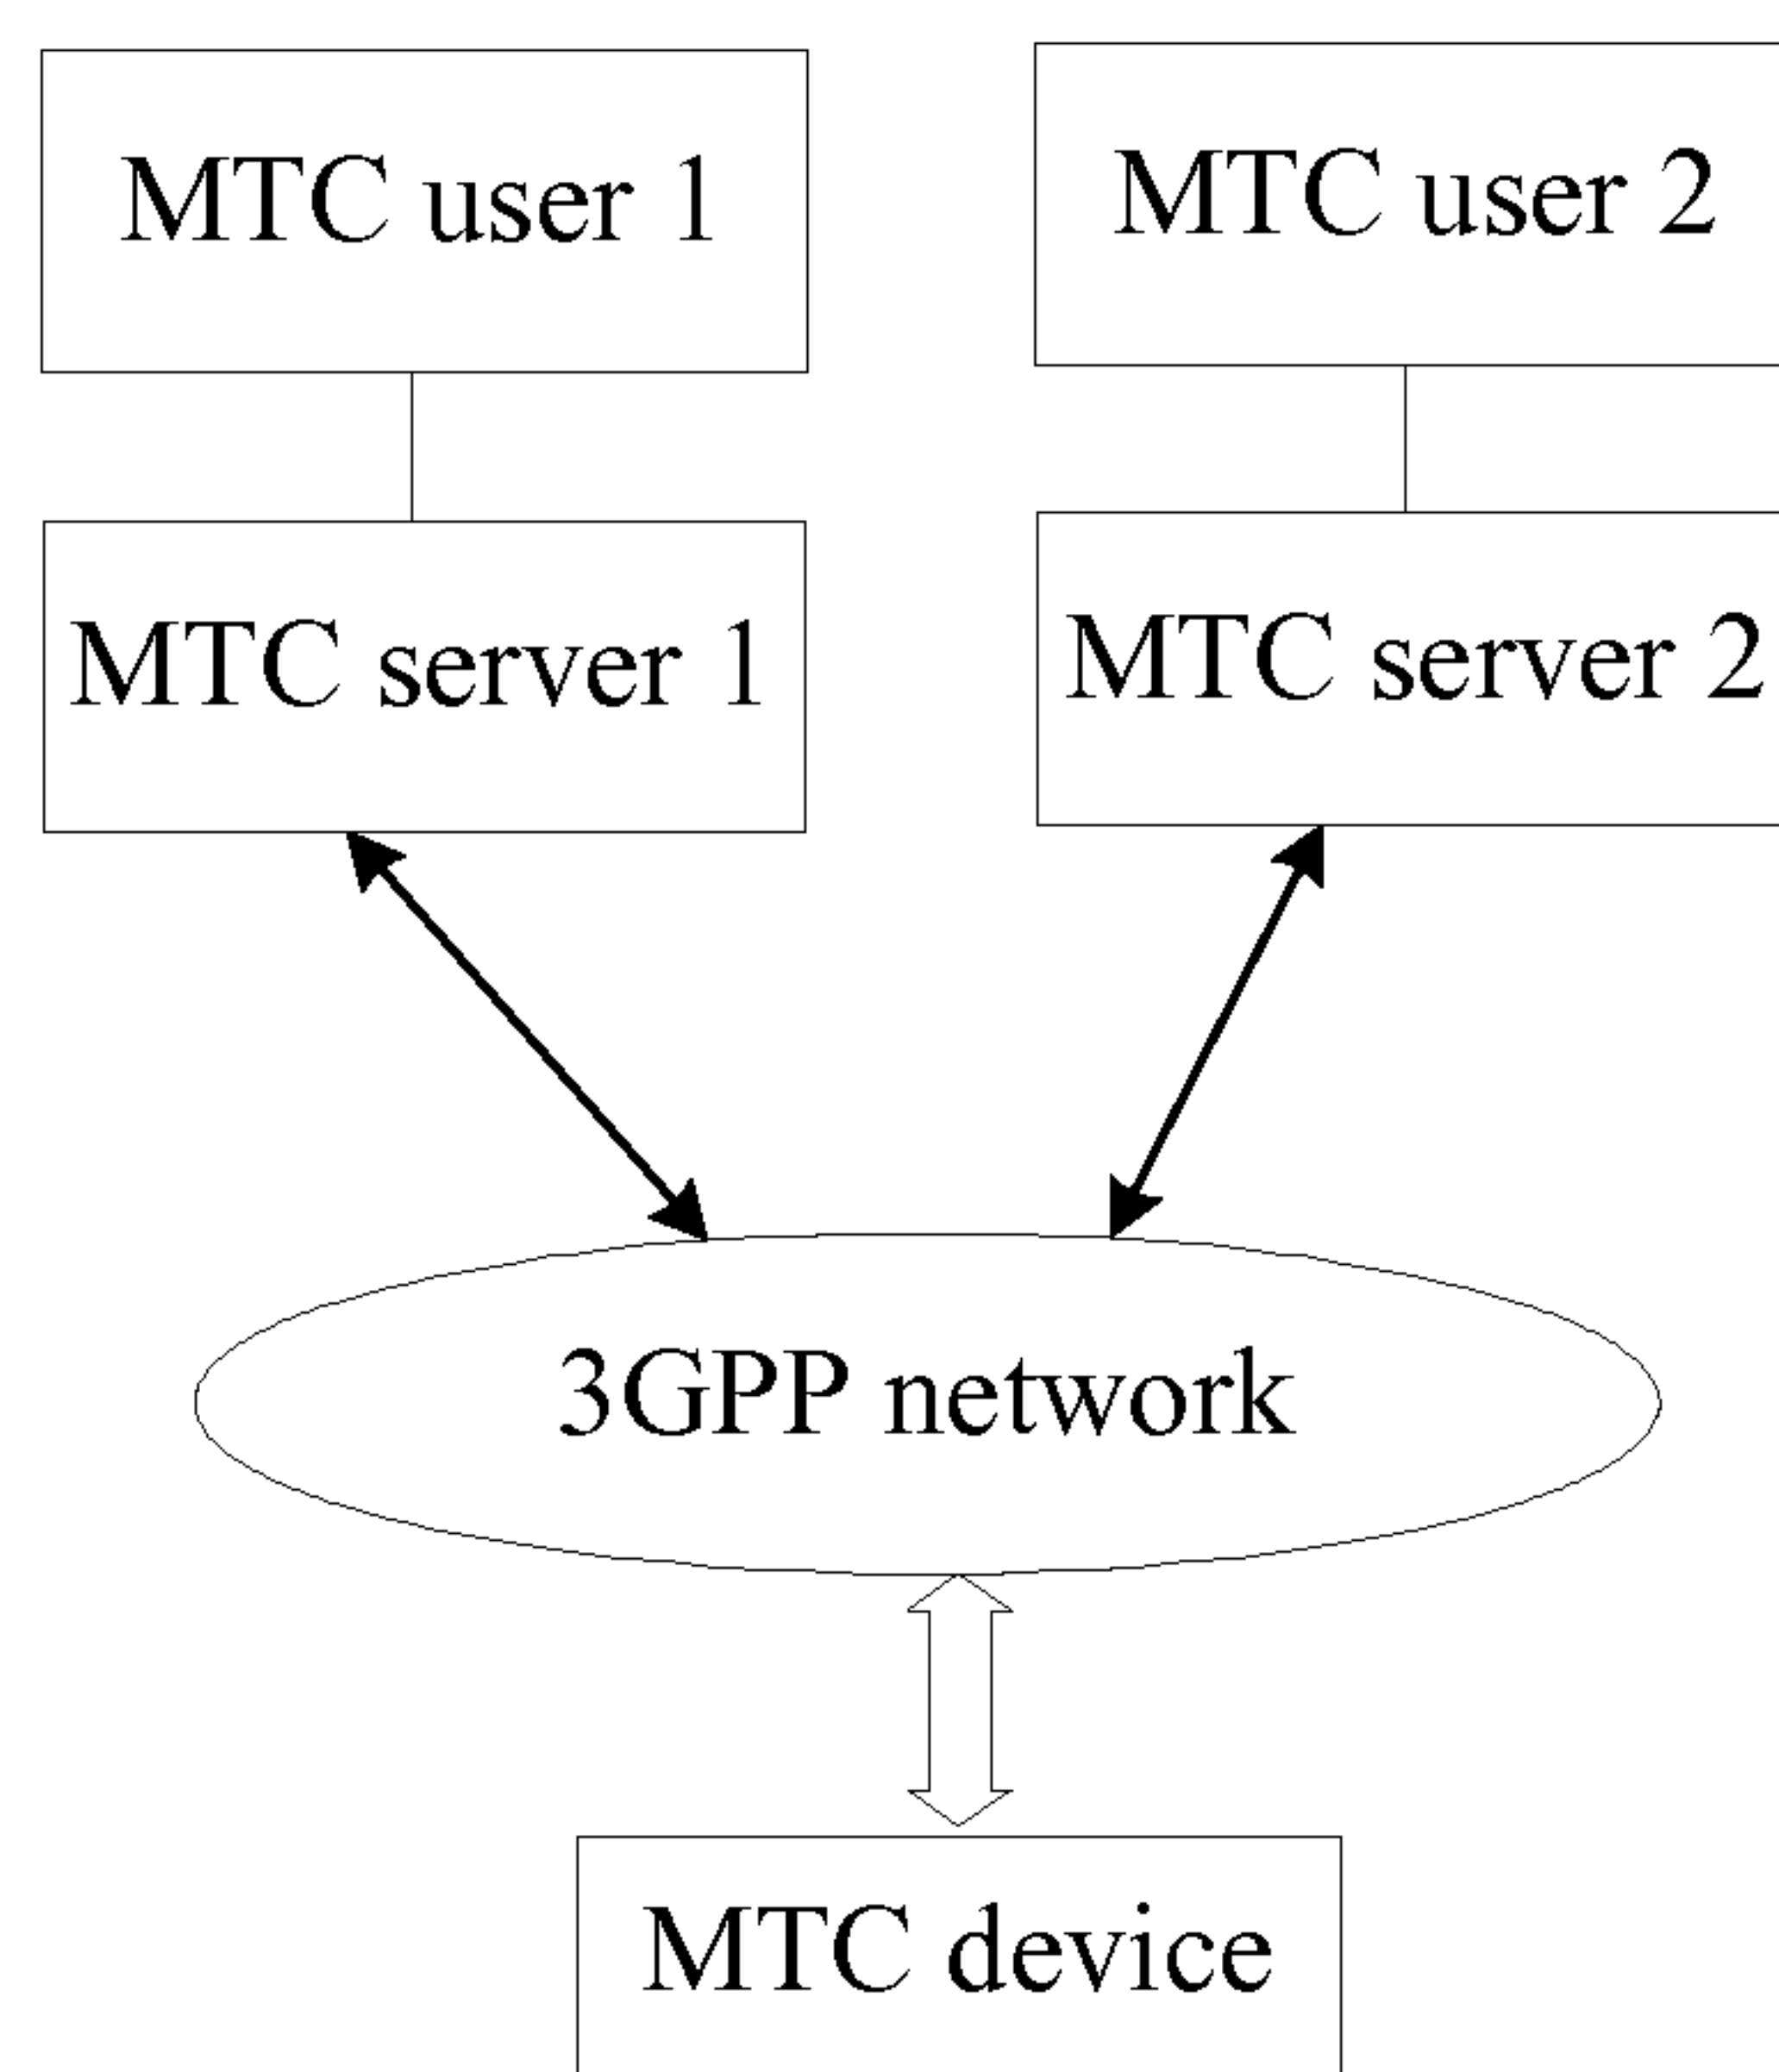 MTC user 1
MTC user 2
MTC server 1
MTC server 2
3GPP network
MTC device